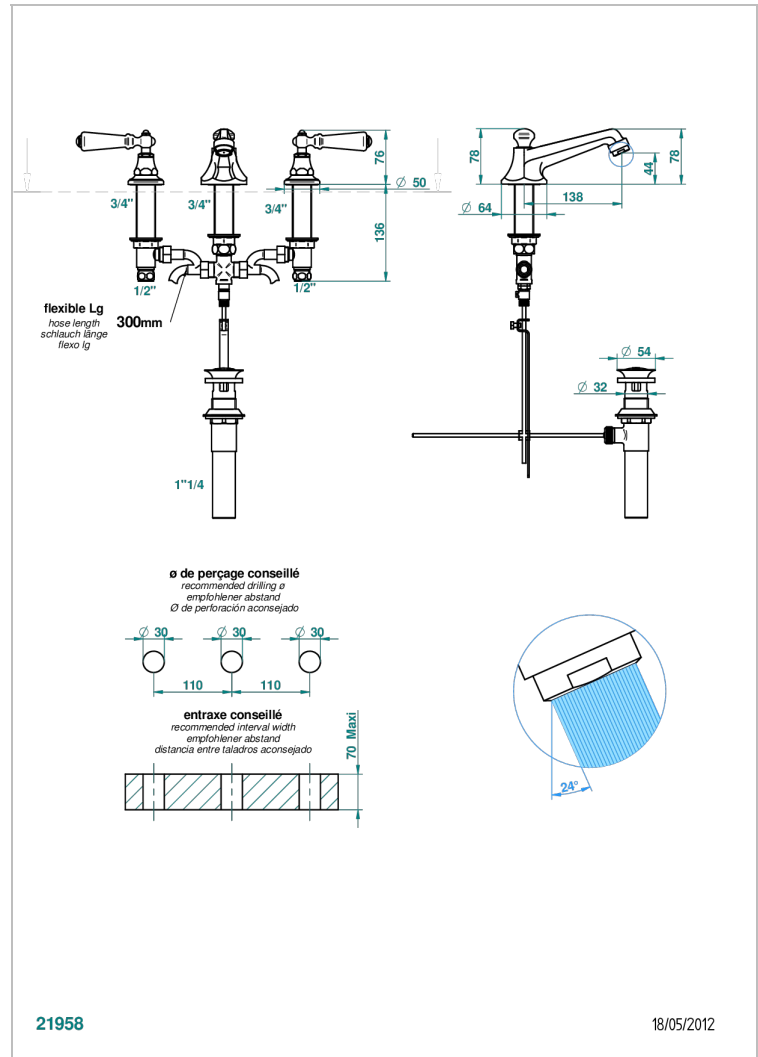 76
78
78
44
Ø 50
138
3/4"
3/4"
3/4"
Ø 64
136
1/2"
1/2"
flexible Lg
hose length
schlauch länge
flexo lg
300mm
Ø 54
Ø 32
1"1/4
ø de perçage conseillé
recommended drilling ø
empfohlener abstand
Ø de perforación aconsejado
Ø 30
Ø 30
Ø 30
110
110
entraxe conseillé
recommended interval width
empfohlener abstand
distancia entre taladros aconsejado
70 Maxi
24°
21958
18/05/2012